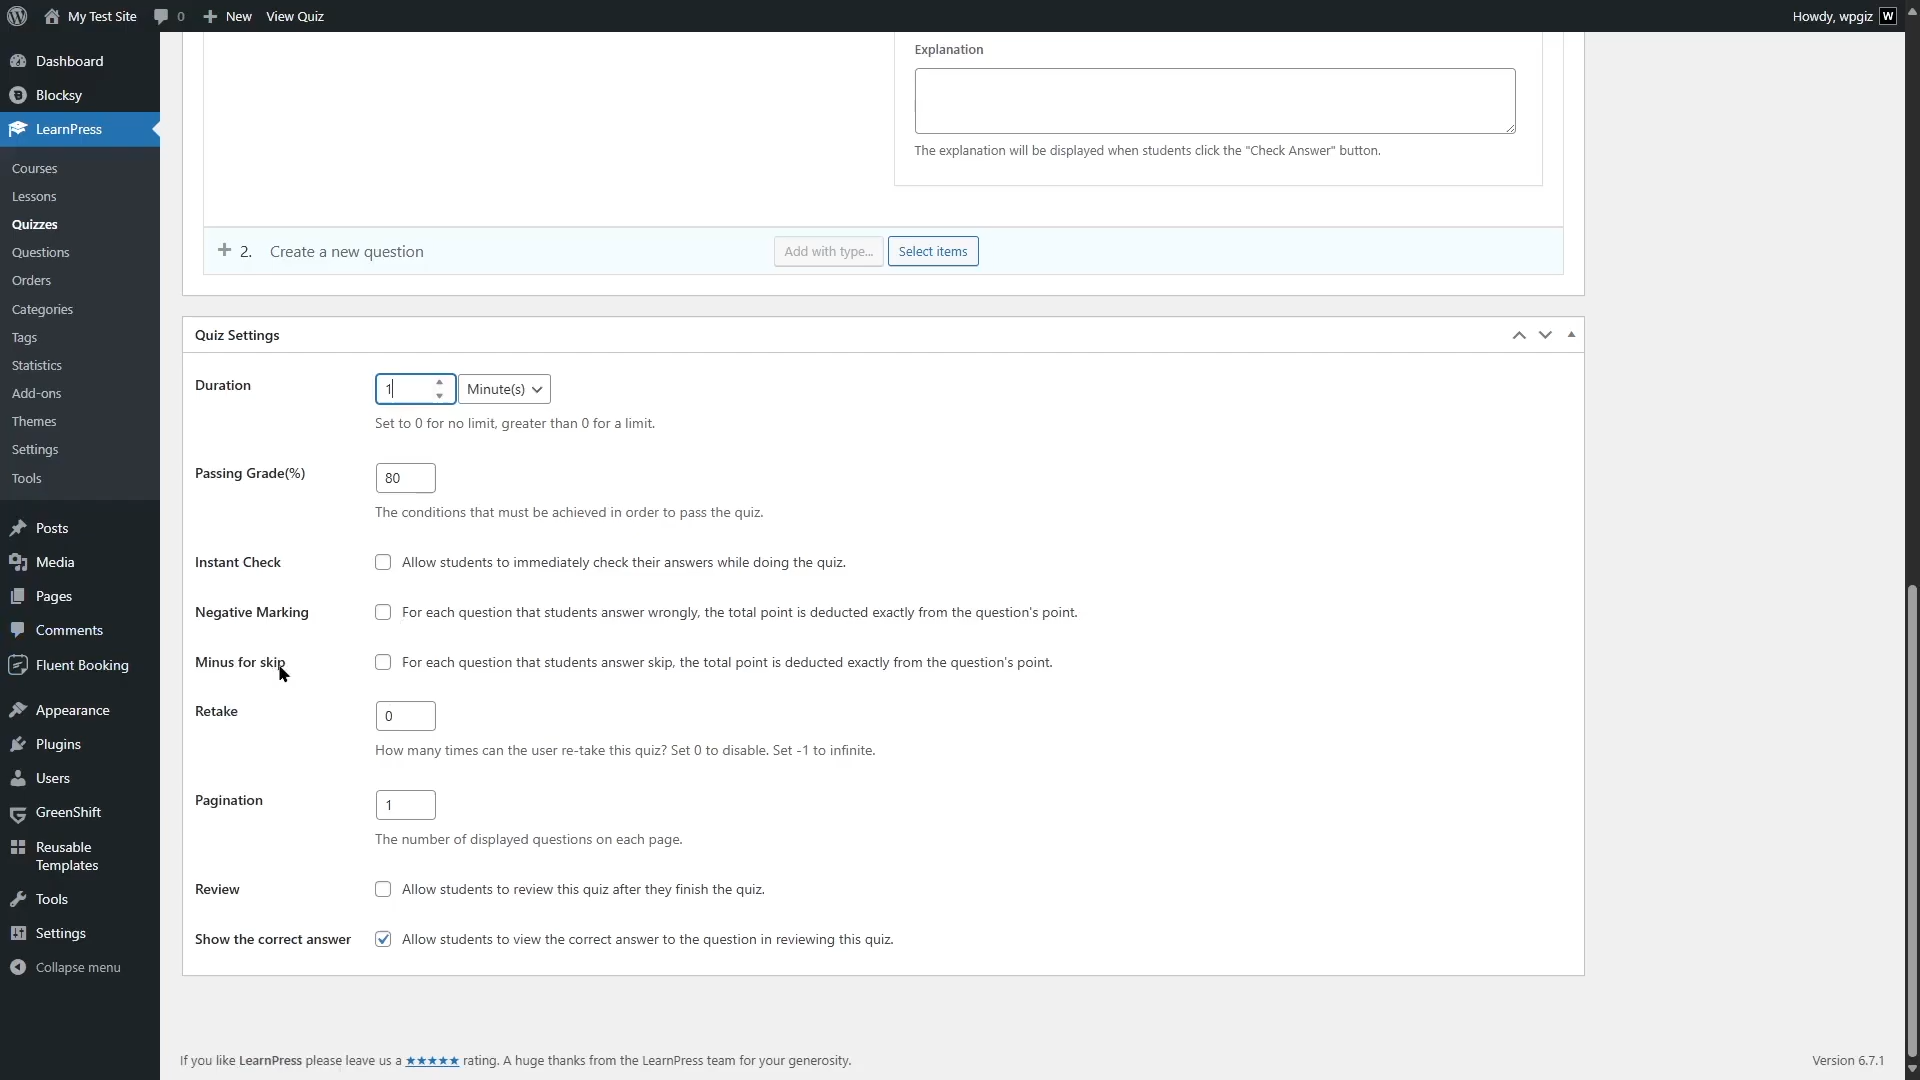 My Test Site
0
New
View Quiz
Howdy, wpgiz
W
Dashboard
Blocksy
LearnPress
Courses
Lessons
Quizzes
Questions
Orders
Categories
Tags
Statistics
Add-ons
Themes
Settings
Tools
Posts
Media
Pages
Comments
Fluent Booking
Appearance
Plugins
Users
GreenShift
Reusable
Templates
Tools
Settings
Collapse menu
Explanation
The explanation will be displayed when students click the "Check Answer" button.
2. Create a new question
Add with type...
Select items
Quiz Settings
Duration
1
Minute(s)
Set to 0 for no limit, greater than 0 for a limit.
Passing Grade(%)
80
The conditions that must be achieved in order to pass the quiz.
Instant Check
Allow students to immediately check their answers while doing the quiz.
Negative Marking
For each question that students answer wrongly, the total point is deducted exactly from the question's point.
Minus for skip
For each question that students answer skip, the total point is deducted exactly from the question's point.
Retake
0
How many times can the user re-take this quiz? Set 0 to disable. Set -1 to infinite.
Pagination
1
The number of displayed questions on each page.
Review
Allow students to review this quiz after they finish the quiz.
Show the correct answer
Allow students to view the correct answer to the question in reviewing this quiz.
If you like LearnPress please leave us a ★★★★★ rating. A huge thanks from the LearnPress team for your generosity.
Version 6.7.1